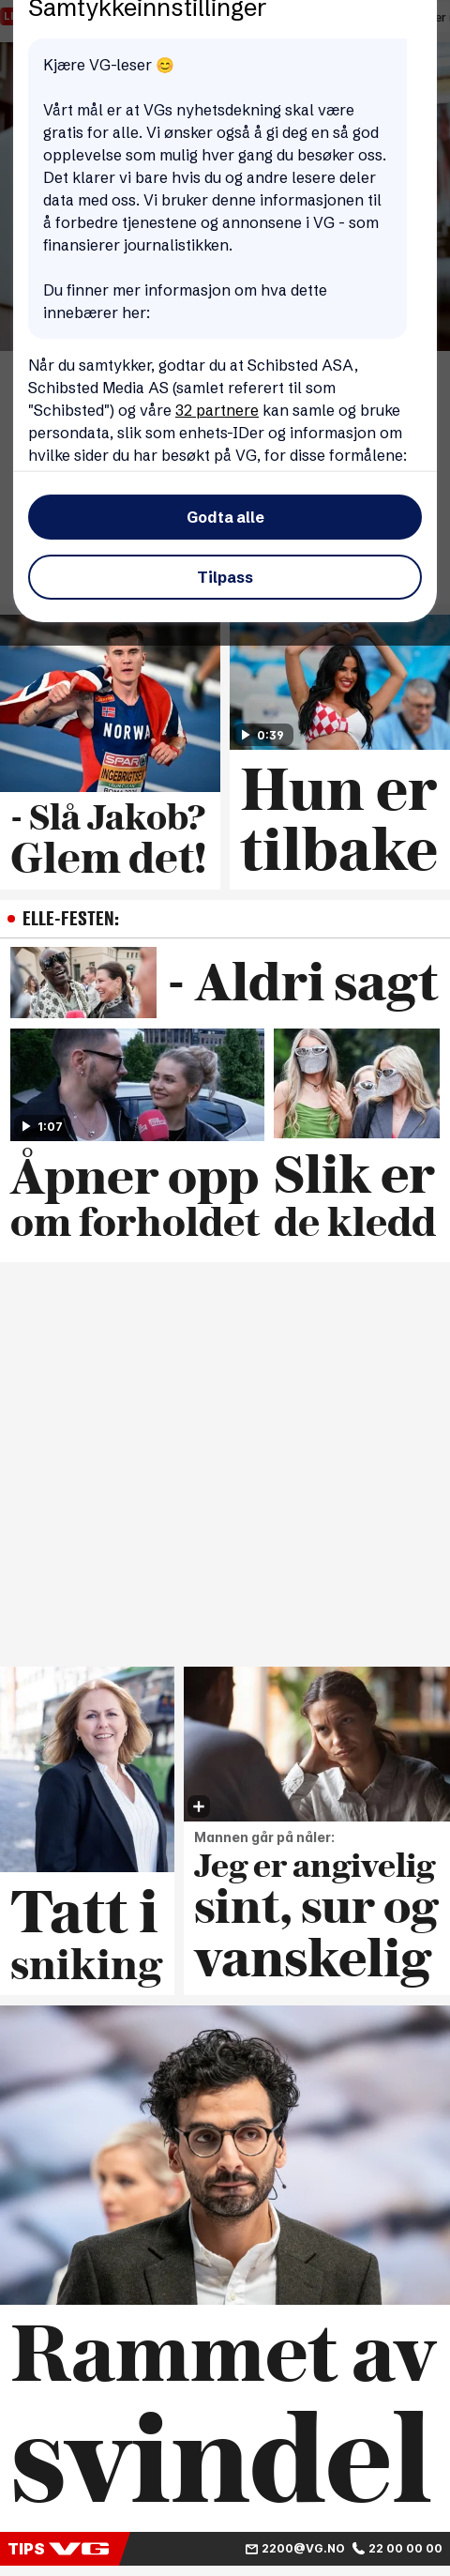 Samtykkeinnstillinger
Kjære VG-leser 😊
Vårt mål er at VGs nyhetsdekning skal være
gratis for alle. Vi ønsker også å gi deg en så god
opplevelse som mulig hver gang du besøker oss.
Det klarer vi bare hvis du og andre lesere deler
data med oss. Vi bruker denne informasjonen til
å forbedre tjenestene og annonsene i VG - som
finansierer journalistikken.
Du finner mer informasjon om hva dette
innebærer her:
Når du samtykker, godtar du at Schibsted ASA,
Schibsted Media AS (samlet referert til som
"Schibsted") og våre 32 partnere kan samle og bruke
persondata, slik som enhets-IDer og informasjon om
hvilke sider du har besøkt på VG, for disse formålene:
Godta alle
Tilpass
NORWAY
SPAR
INGEBRIGTSEN
0:39
- Slå Jakob?
Glem det!
Hun er
tilbake
ELLE-FESTEN:
- Aldri sagt
1:07
Åpner opp
om forholdet
Slik er
de kledd
Tatt i
sniking
Mannen går på nåler:
Jeg er angivelig
sint, sur og
vanskelig
Rammet av
svindel
TIPS VG 2200@VG.NO 22 00 00 00